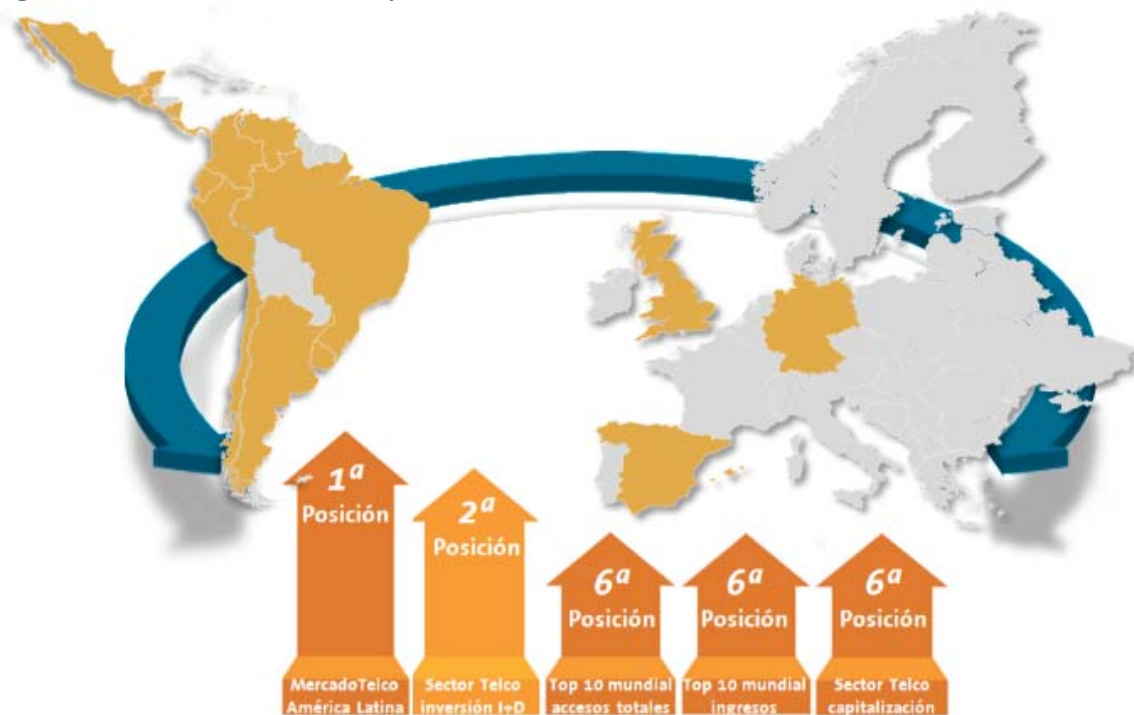 1ª
Posición
2ª
Posición
6ª
Posición
6ª
Posición
6ª
Posición
MercadoTelco
América Latina
Sector Telco
inversión I+D
Top 10 mundial
accesos totales
Top 10 mundial
ingresos
Sector Telco
capitalización